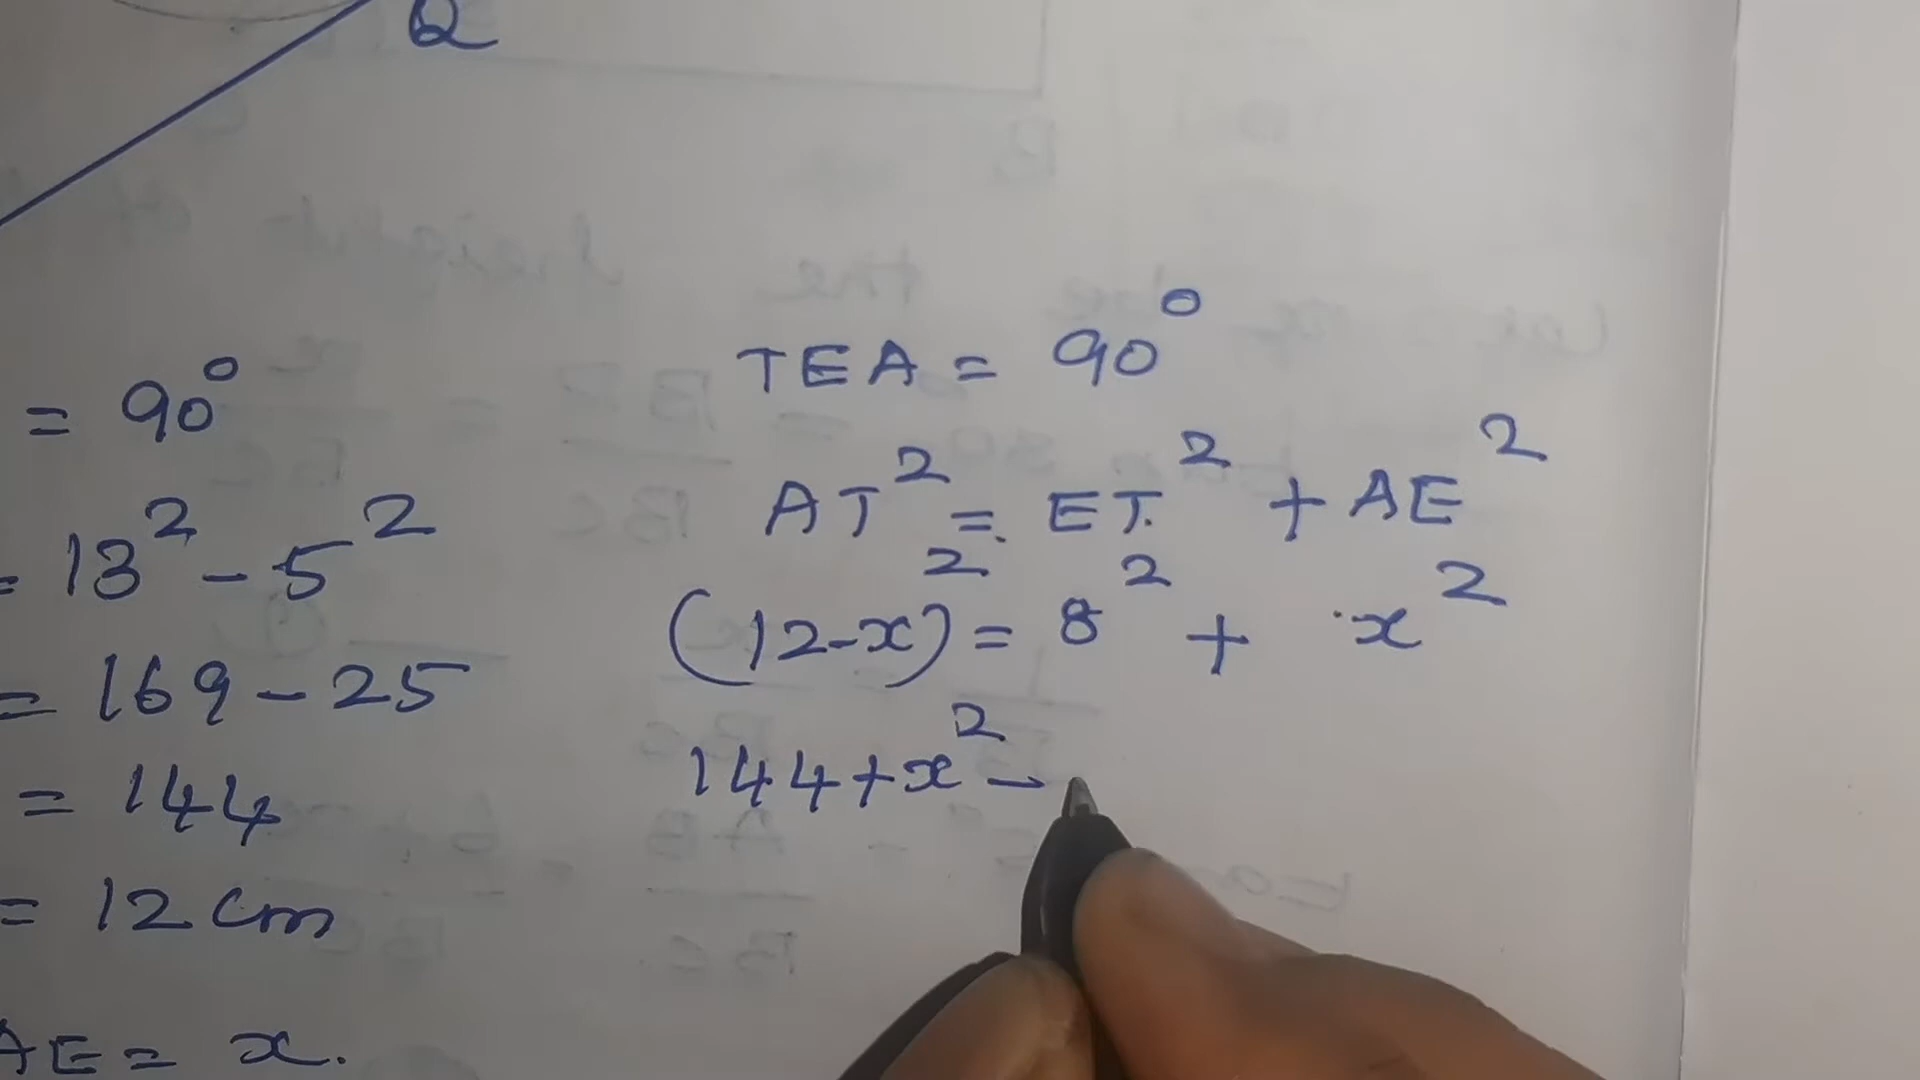 Q
= 90°
= 13² - 5²
= 169 - 25
= 144
= 12 cm
AE = x.
TEA = 90°
AT² = ET² + AE²
(12-x)² = 8² + x²
144 + x² -